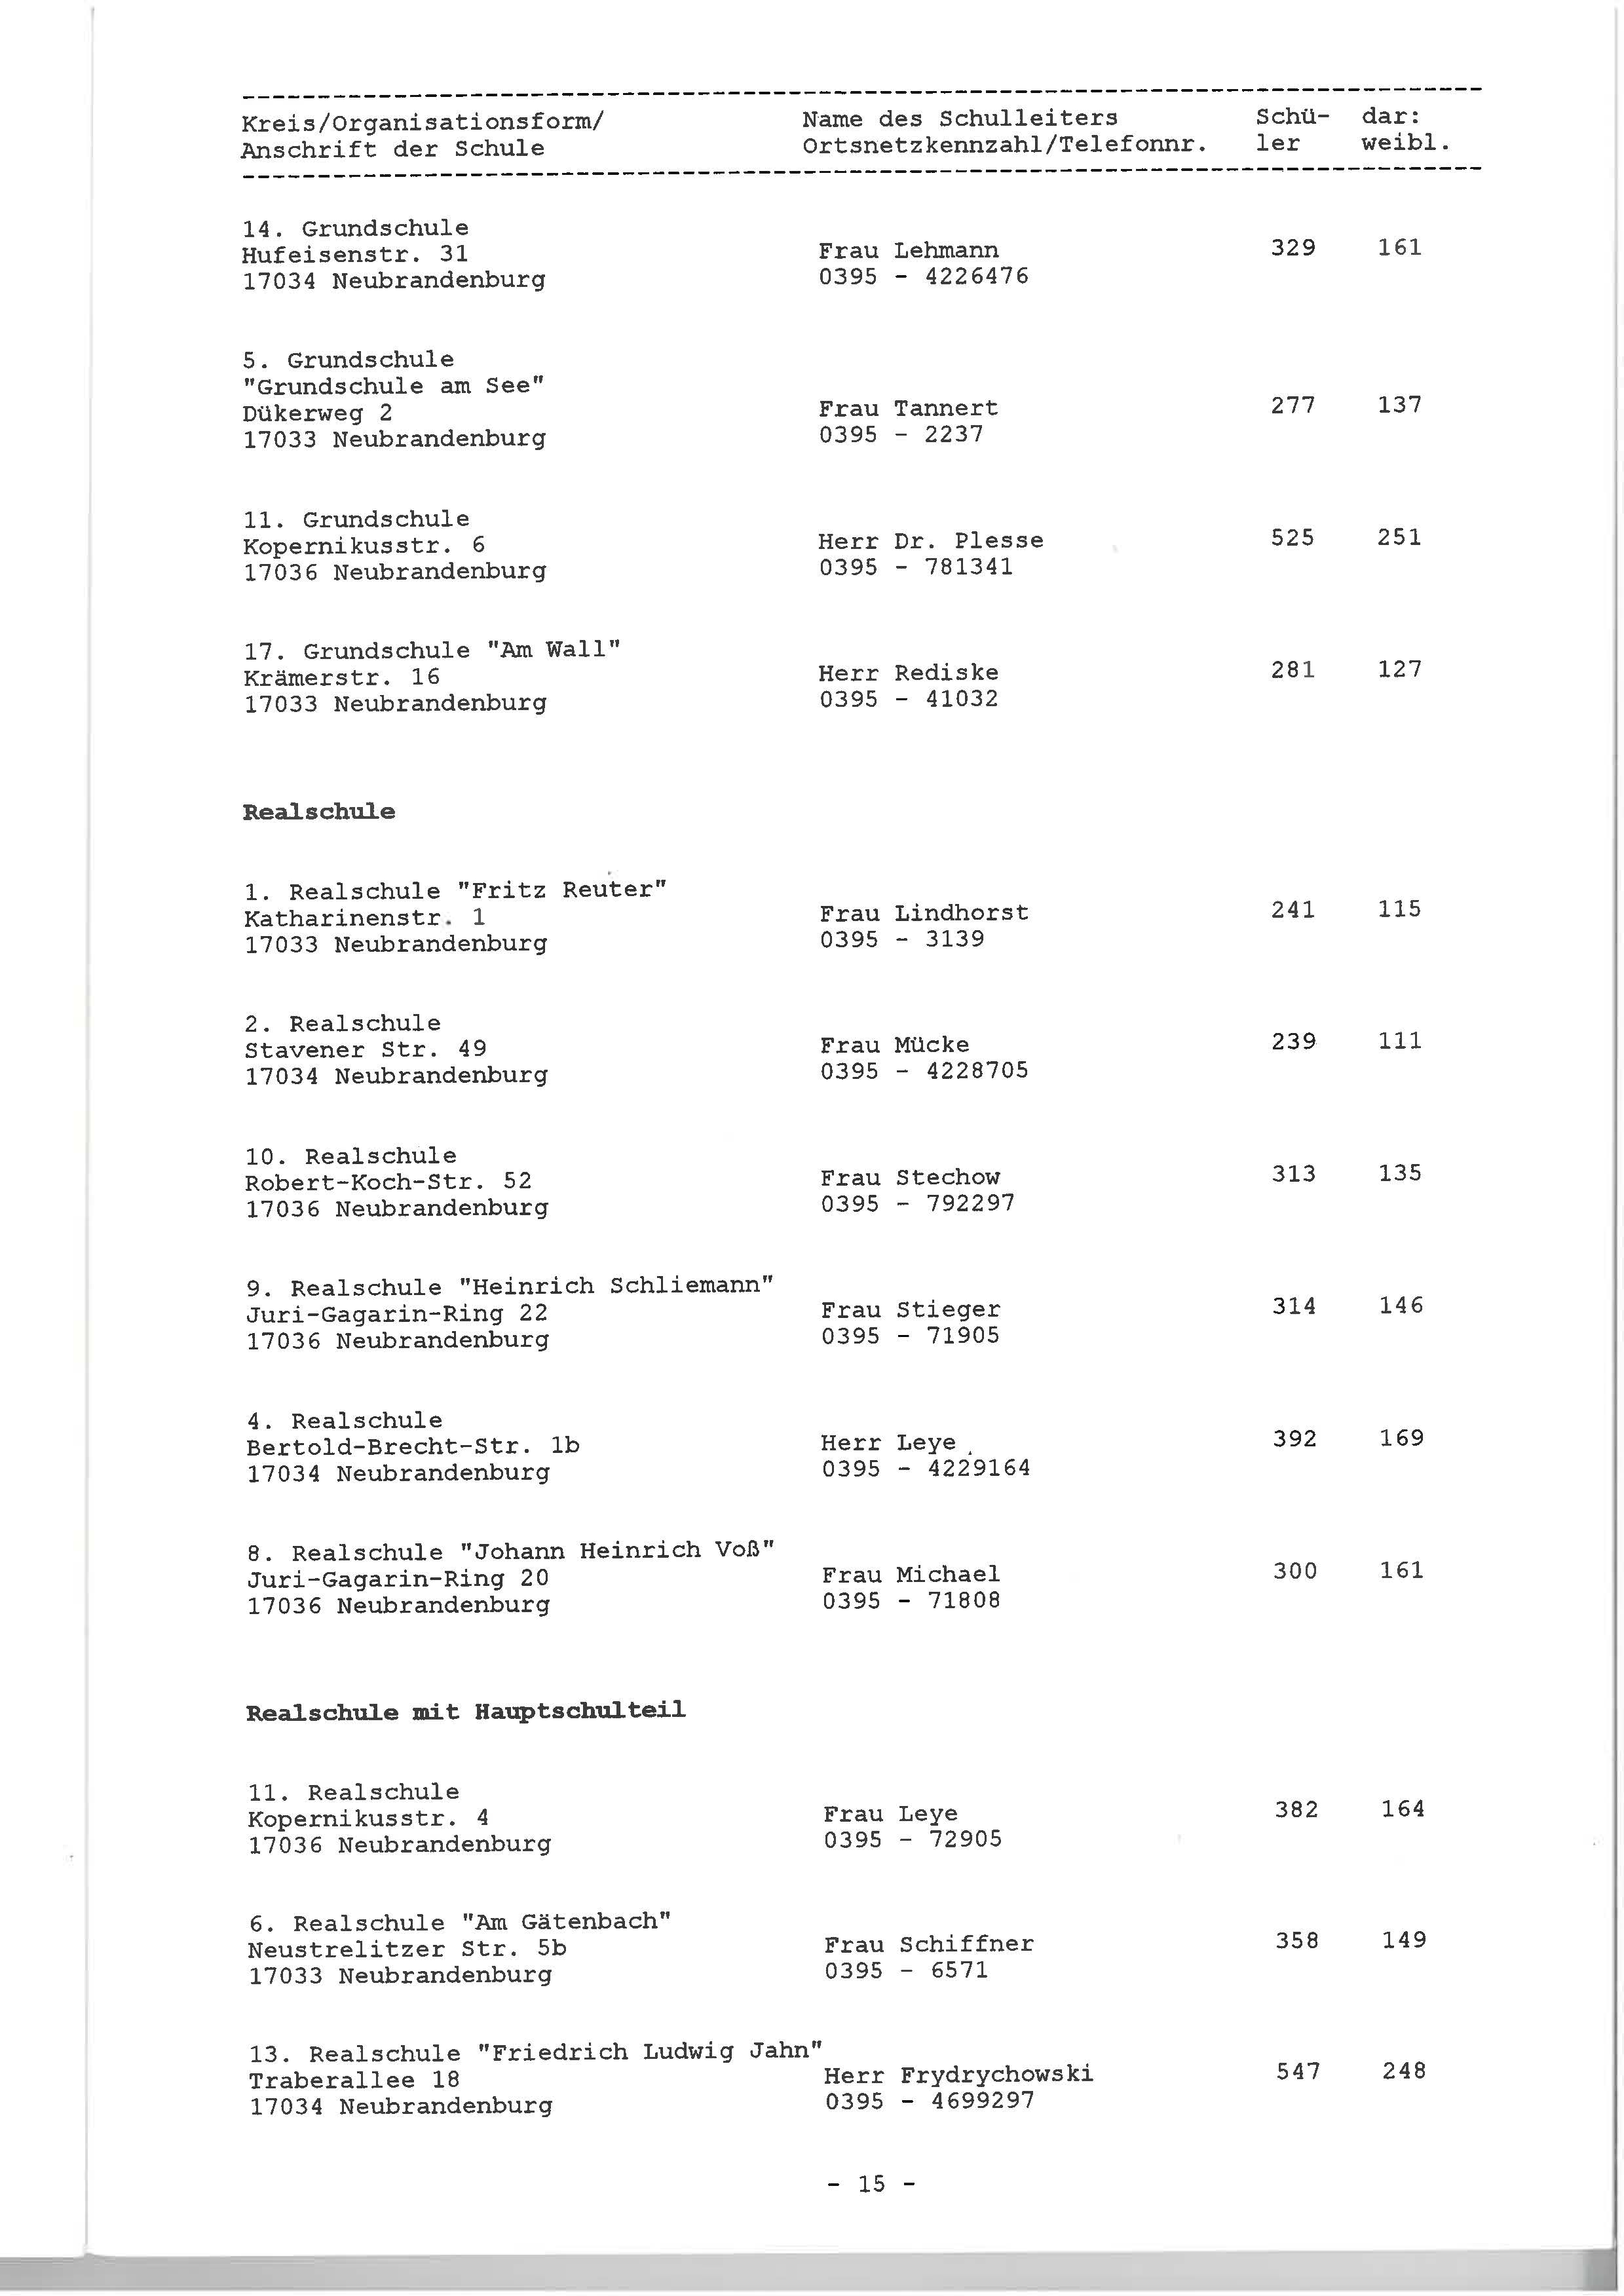 Kreis/Organisationsform/ Name des Schulleiters Schü- dar:
Anschrift der Schule Ortsnetzkennzahl/Telefonnr. ler weibl.
14. Grundschule
Hufeisenstr. 31 Frau Lehmann 329 161
17034 Neubrandenburg 0395 - 4226476
5. Grundschule
"Grundschule am See"
Dükerweg 2 Frau Tannert 277 137
17033 Neubrandenburg 0395 - 2237
11. Grundschule
Kopernikusstr. 6 Herr Dr. Plesse 525 251
17036 Neubrandenburg 0395 - 781341
17. Grundschule "Am Wall"
Krämerstr. 16 Herr Rediske 281 127
17033 Neubrandenburg 0395 - 41032
Realschule
1. Realschule "Fritz Reuter"
Katharinenstr. 1 Frau Lindhorst 241 115
17033 Neubrandenburg 0395 - 3139
2. Realschule
Stavener Str. 49 Frau Mücke 239 111
17034 Neubrandenburg 0395 - 4228705
10. Realschule
Robert-Koch-Str. 52 Frau Stechow 313 135
17036 Neubrandenburg 0395 - 792297
9. Realschule "Heinrich Schliemann"
Juri-Gagarin-Ring 22 Frau Stieger 314 146
17036 Neubrandenburg 0395 - 71905
4. Realschule
Bertold-Brecht-Str. 1b Herr Leye 392 169
17034 Neubrandenburg 0395 - 4229164
8. Realschule "Johann Heinrich Voß"
Juri-Gagarin-Ring 20 Frau Michael 300 161
17036 Neubrandenburg 0395 - 71808
Realschule mit Hauptschulteil
11. Realschule
Kopernikusstr. 4 Frau Leye 382 164
17036 Neubrandenburg 0395 - 72905
6. Realschule "Am Gätenbach"
Neustrelitzer Str. 5b Frau Schiffner 358 149
17033 Neubrandenburg 0395 - 6571
13. Realschule "Friedrich Ludwig Jahn"
Traberallee 18 Herr Frydrychowski 547 248
17034 Neubrandenburg 0395 - 4699297
- 15 -